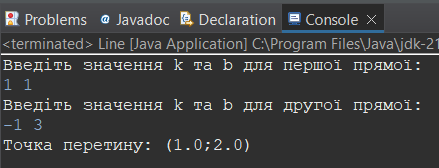 Problems Javadoc Declaration Console
<terminated> Line [Java Application] C:\Program Files\Java\jdk-21
Введіть значення k та b для першої прямої:
1 1
Введіть значення k та b для другої прямої:
-1 3
Точка перетину: (1.0;2.0)